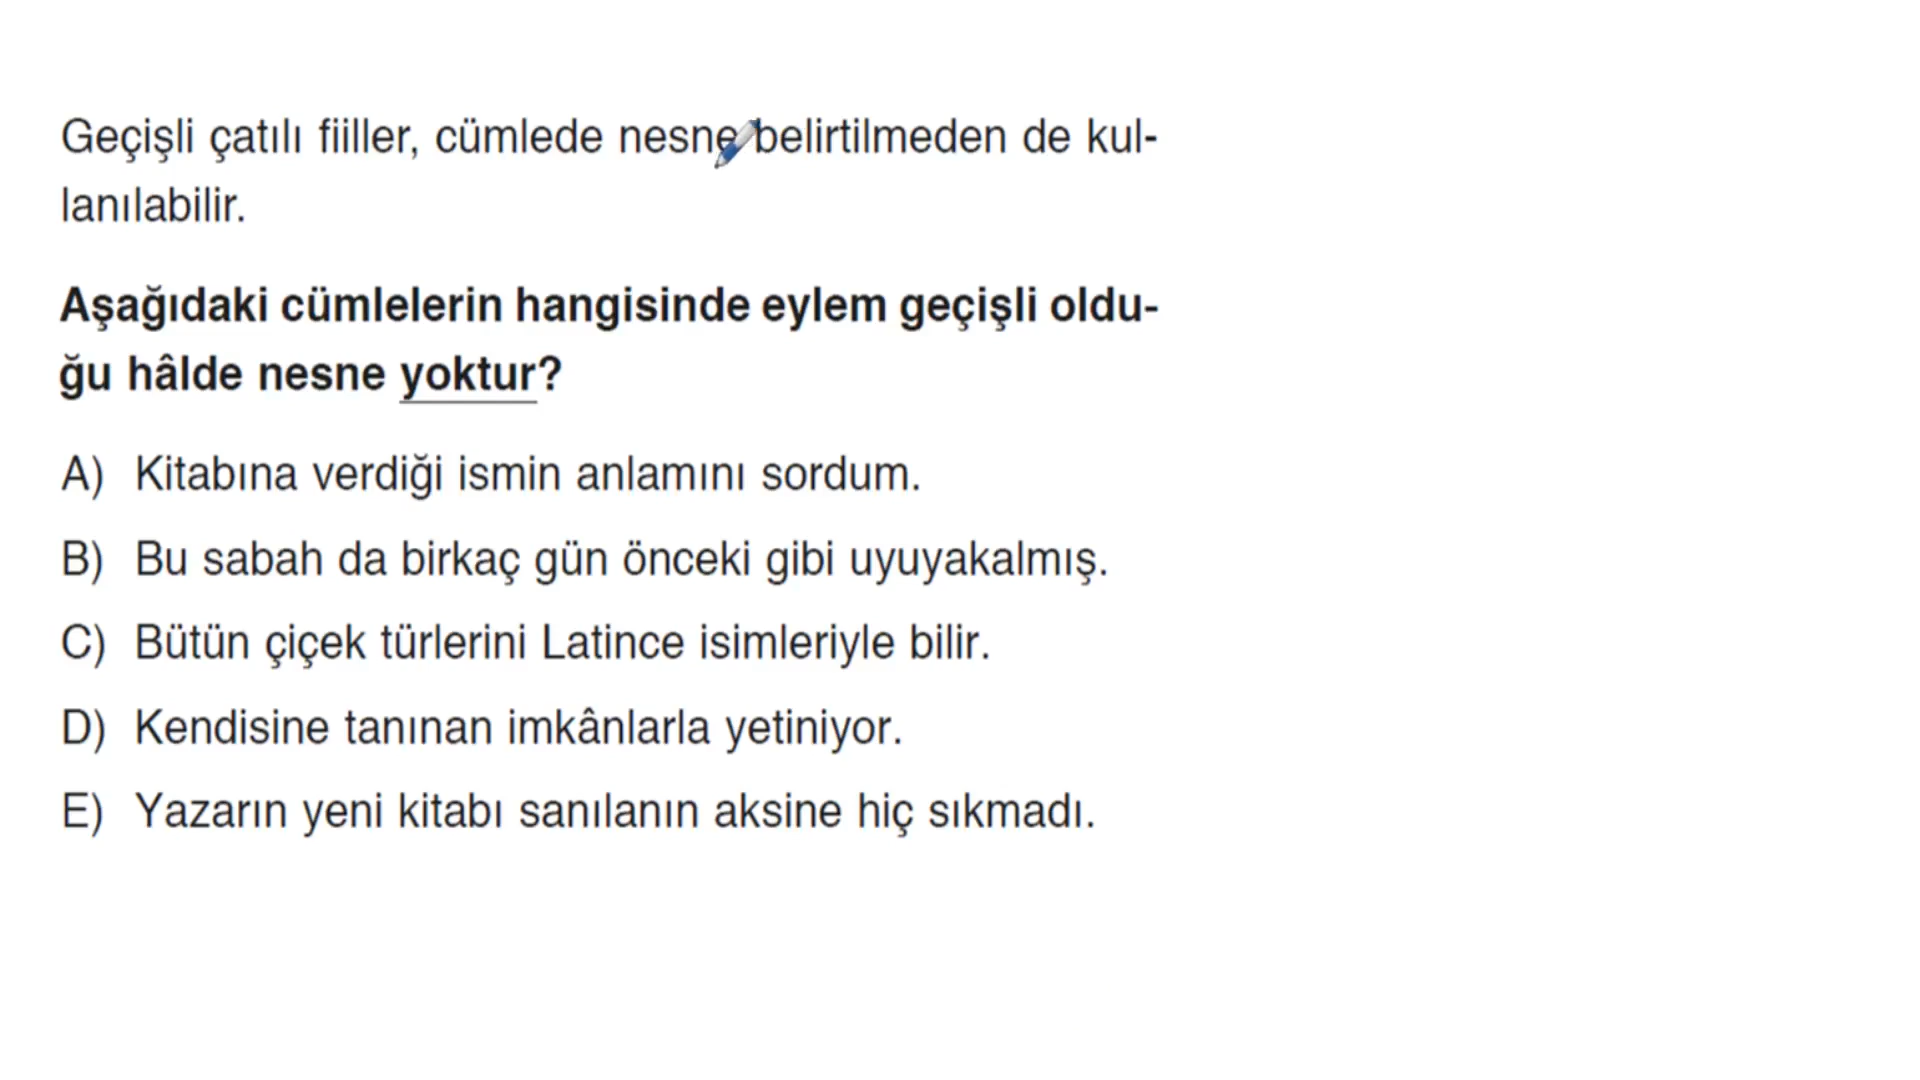 Geçişli çatılı fiiller, cümlede nesne belirtilmeden de kul-
lanılabilir.
Aşağıdaki cümlelerin hangisinde eylem geçişli oldu-
ğu hâlde nesne yoktur?
A) Kitabına verdiği ismin anlamını sordum.
B) Bu sabah da birkaç gün önceki gibi uyuyakalmış.
C) Bütün çiçek türlerini Latince isimleriyle bilir.
D) Kendisine tanınan imkânlarla yetiniyor.
E) Yazarın yeni kitabı sanılanın aksine hiç sıkmadı.